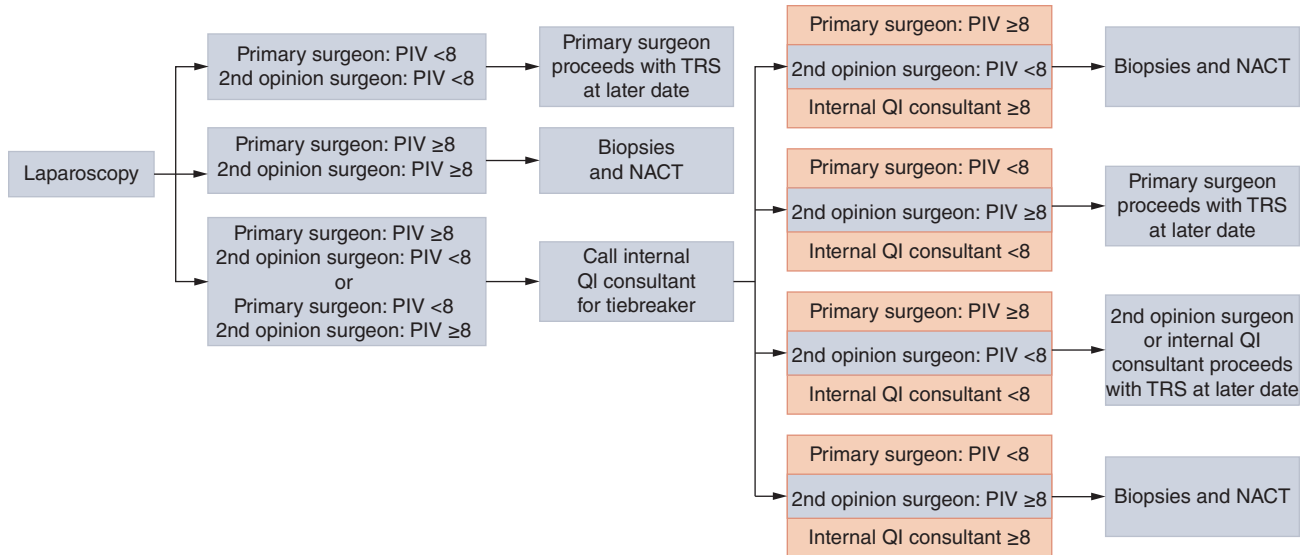 Laparoscopy
Primary surgeon: PIV <8
2nd opinion surgeon: PIV <8
Primary surgeon
proceeds with TRS
at later date
Primary surgeon: PIV ≥8
2nd opinion surgeon: PIV ≥8
Biopsies
and NACT
Primary surgeon: PIV ≥8
2nd opinion surgeon: PIV <8
or
Primary surgeon: PIV <8
2nd opinion surgeon: PIV ≥8
Call internal
QI consultant
for tiebreaker
Primary surgeon: PIV ≥8
2nd opinion surgeon: PIV <8
Internal QI consultant ≥8
Biopsies and NACT
Primary surgeon: PIV <8
2nd opinion surgeon: PIV ≥8
Internal QI consultant <8
Primary surgeon
proceeds with TRS
at later date
Primary surgeon: PIV ≥8
2nd opinion surgeon: PIV <8
Internal QI consultant <8
2nd opinion surgeon
or internal QI
consultant proceeds
with TRS at later date
Primary surgeon: PIV <8
2nd opinion surgeon: PIV ≥8
Internal QI consultant ≥8
Biopsies and NACT